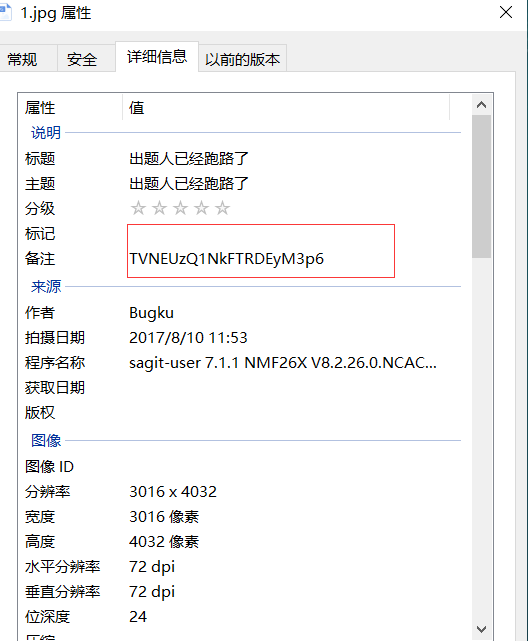 1.jpg 属性
常规 安全 详细信息 以前的版本
属性 值
说明
标题 出题人已经跑路了
主题 出题人已经跑路了
分级 ☆☆☆☆☆
标记
备注 TVNEUzQ1NkFTRDEyM3p6
来源
作者 Bugku
拍摄日期 2017/8/10 11:53
程序名称 sagit-user 7.1.1 NMF26X V8.2.26.0.NCAC...
获取日期
版权
图像
图像 ID
分辨率 3016 x 4032
宽度 3016 像素
高度 4032 像素
水平分辨率 72 dpi
垂直分辨率 72 dpi
位深度 24